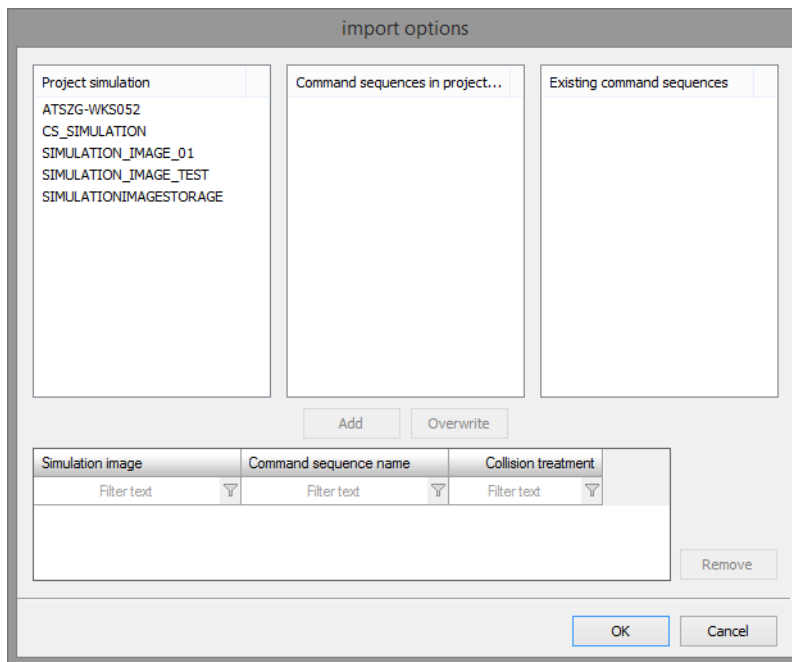 import options
Project simulation
Command sequences in project...
Existing command sequences
ATSZG-WKS052
CS_SIMULATION
SIMULATION_IMAGE_01
SIMULATION_IMAGE_TEST
SIMULATIONIMAGESTORAGE
Add
Overwrite
Simulation image
Command sequence name
Collision treatment
Filter text
Filter text
Filter text
Remove
OK
Cancel